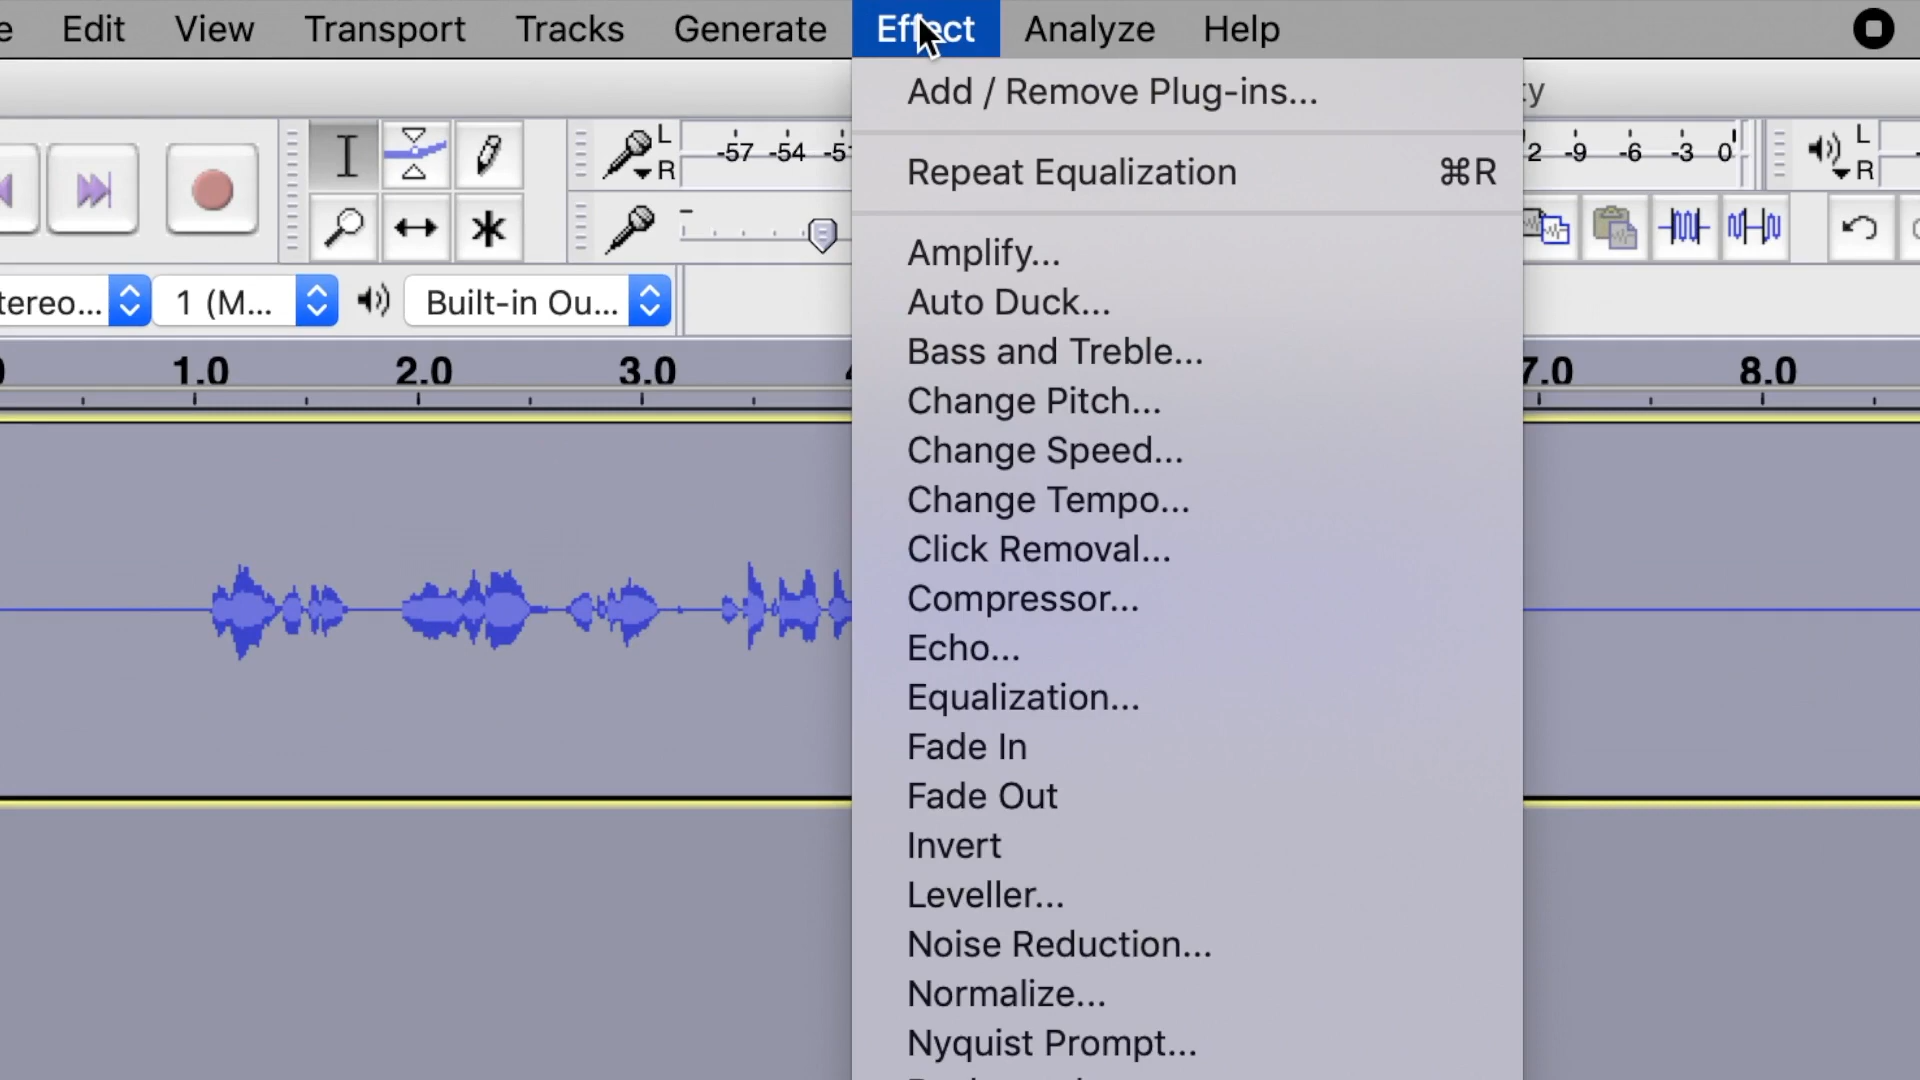 Edit View Transport Tracks Generate Effect Analyze Help
Add / Remove Plug-ins...
Repeat Equalization ⌘R
L
R
-57 -54
-9 -6 -3 0
L
R
1 (M...
Built-in Ou...
1.0 2.0 3.0 7.0 8.0
Amplify...
Auto Duck...
Bass and Treble...
Change Pitch...
Change Speed...
Change Tempo...
Click Removal...
Compressor...
Echo...
Equalization...
Fade In
Fade Out
Invert
Leveller...
Noise Reduction...
Normalize...
Nyquist Prompt...